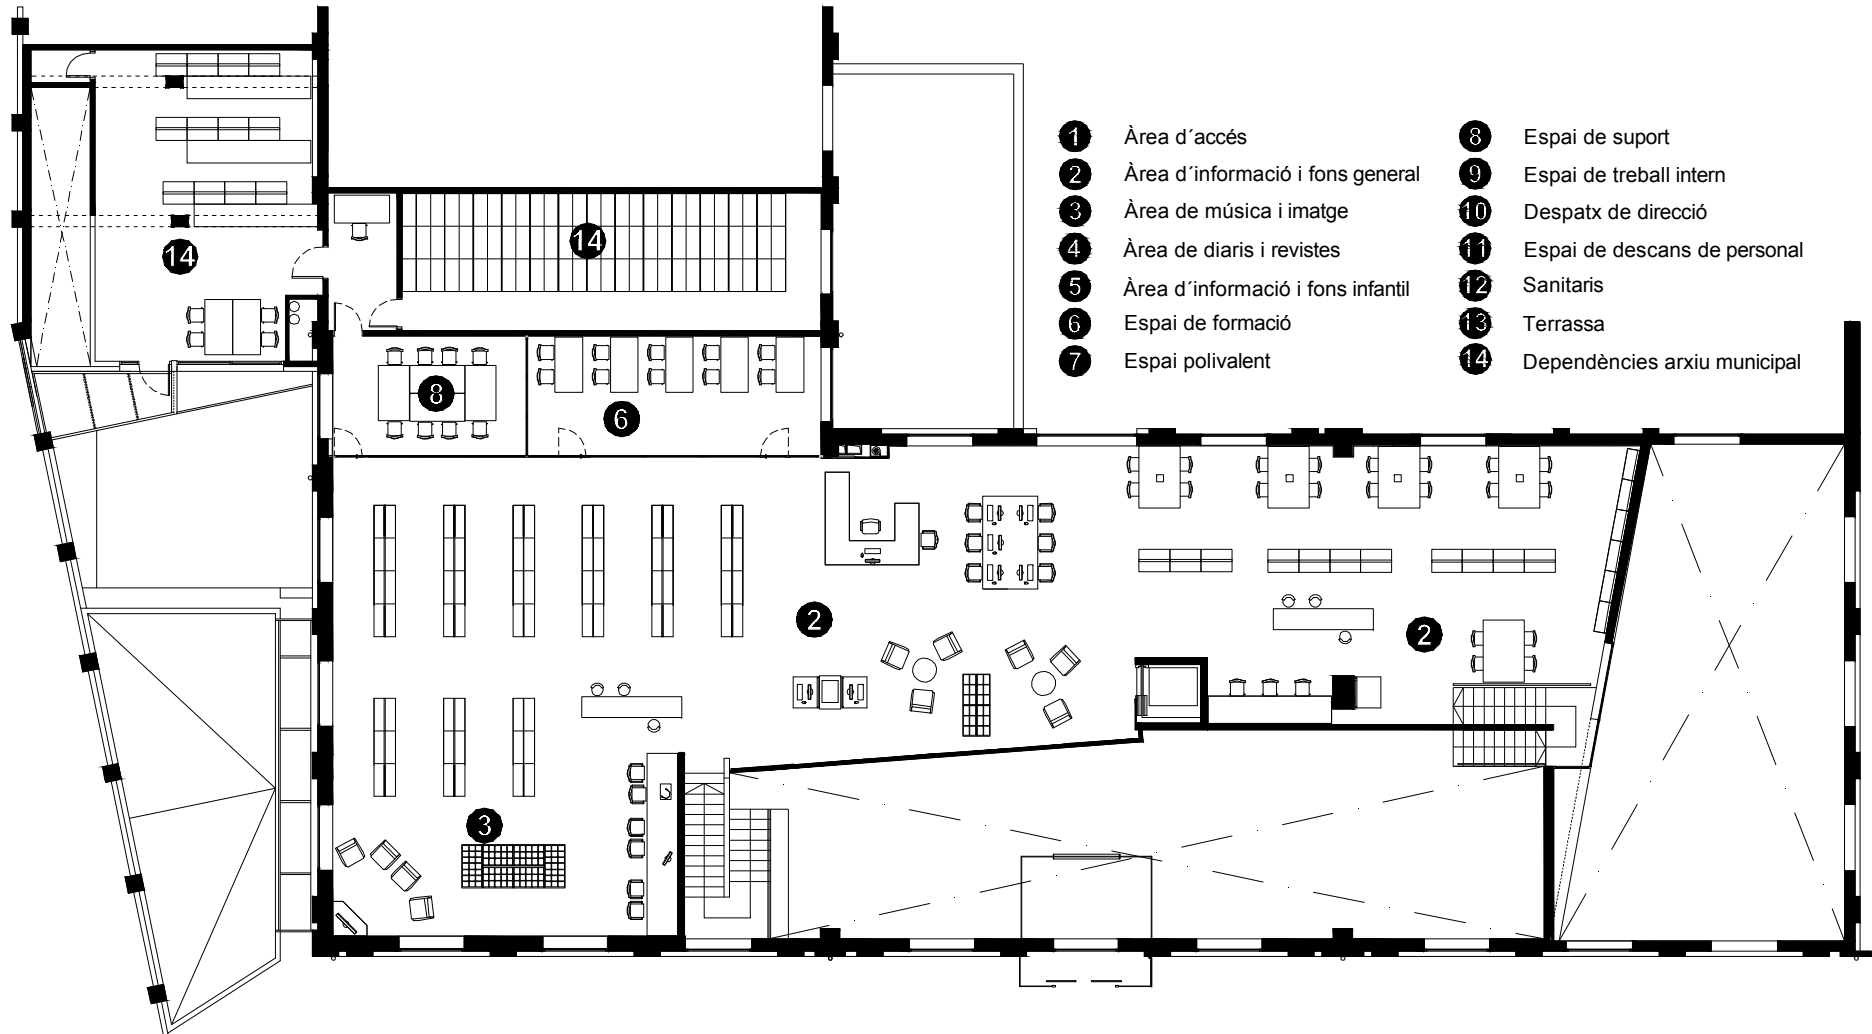 1 Àrea d´accés
2 Àrea d´informació i fons general
3 Àrea de música i imatge
4 Àrea de diaris i revistes
5 Àrea d´informació i fons infantil
6 Espai de formació
7 Espai polivalent
8 Espai de suport
9 Espai de treball intern
10 Despatx de direcció
11 Espai de descans de personal
12 Sanitaris
13 Terrassa
14 Dependències arxiu municipal
14
14
8
6
2
2
3